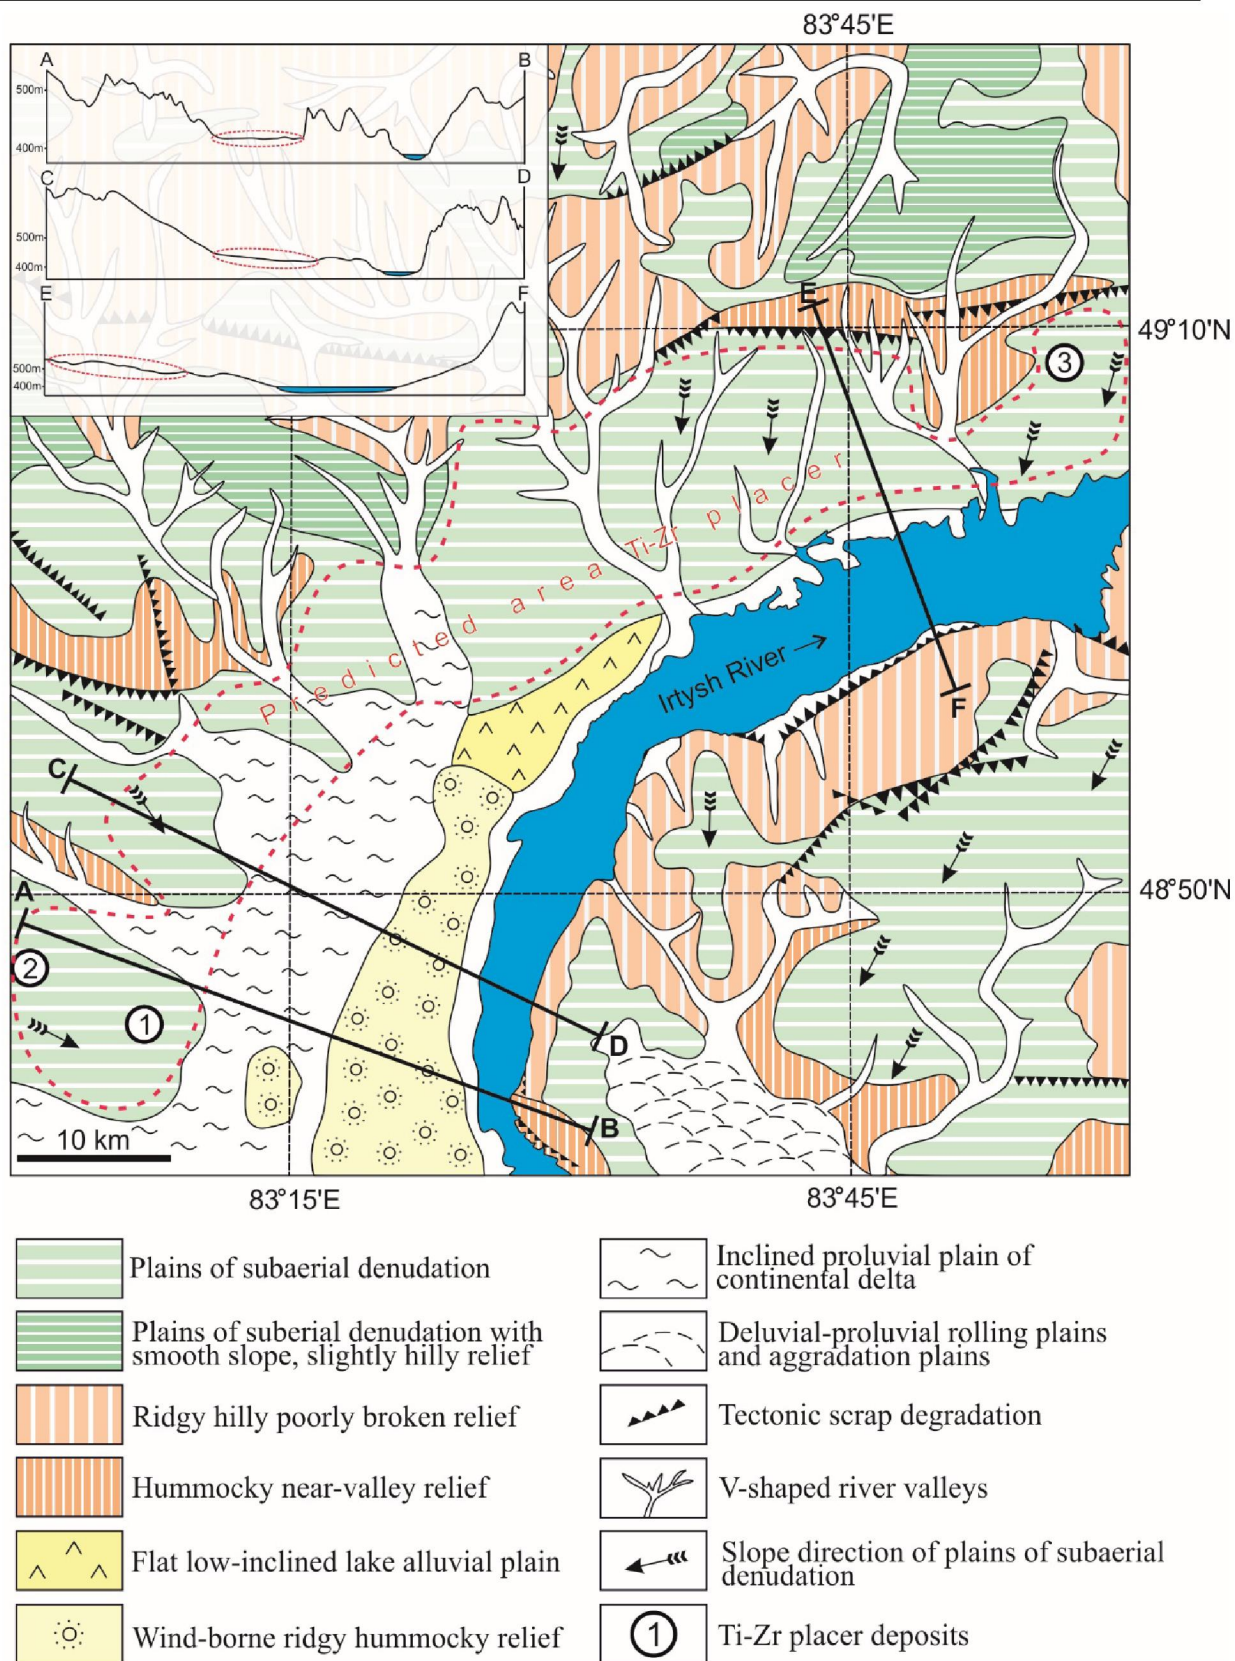 83°45'E
A
B
500m
400m
C
D
500m
400m
E
F
500m
400m
E
49°10'N
3
Predicted area Ti-Zr placer
Irtysh River
F
C
A
48°50'N
2
1
D
B
10 km
83°15'E
83°45'E
Plains of subaerial denudation
Plains of suberial denudation with
smooth slope, slightly hilly relief
Ridgy hilly poorly broken relief
Hummocky near-valley relief
Flat low-inclined lake alluvial plain
Wind-borne ridgy hummocky relief
Inclined proluvial plain of
continental delta
Deluvial-proluvial rolling plains
and aggradation plains
Tectonic scrap degradation
V-shaped river valleys
Slope direction of plains of subaerial
denudation
1
Ti-Zr placer deposits